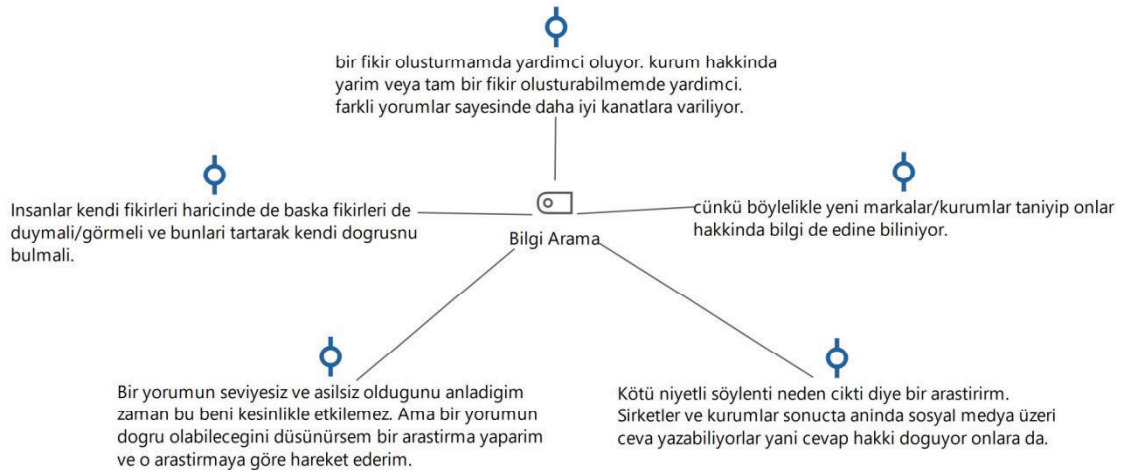 bir fikir olusturmamda yardimci oluyor. kurum hakkinda
yarim veya tam bir fikir olusturabilmemde yardimci.
farkli yorumlar sayesinde daha iyi kanatlara variliyor.
Insanlar kendi fikirleri haricinde de baska fikirleri de
duymali/görmeli ve bunlari tartarak kendi dogrusnu
bulmali.
Bilgi Arama
cünkü böylelikle yeni markalar/kurumlar taniyip onlar
hakkinda bilgi de edine biliniyor.
Bir yorumun seviyesiz ve asilsiz oldugunu anladigim
zaman bu beni kesinlikle etkilemez. Ama bir yorumun
dogru olabilecegini düsünürsem bir arastirma yaparim
ve o arastirmaya göre hareket ederim.
Kötü niyetli söylenti neden cikti diye bir arastirirm.
Sirketler ve kurumlar sonucta aninda sosyal medya üzeri
ceva yazabiliyorlar yani cevap hakki doguyor onlara da.